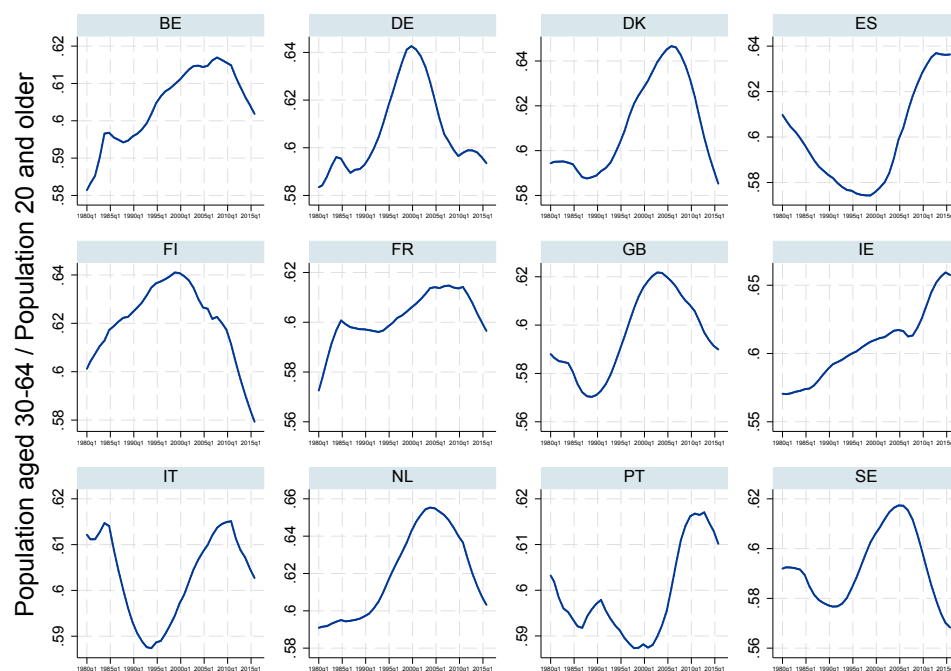 Population aged 30-64 / Population 20 and older
BE
.62
.61
.6
.59
.58
1980q1 1985q1 1990q1 1995q1 2000q1 2005q1 2010q1 2015q1
DE
.64
.62
.6
.58
1980q1 1985q1 1990q1 1995q1 2000q1 2005q1 2010q1 2015q1
DK
.64
.62
.6
.58
1980q1 1985q1 1990q1 1995q1 2000q1 2005q1 2010q1 2015q1
ES
.64
.62
.6
.58
1980q1 1985q1 1990q1 1995q1 2000q1 2005q1 2010q1 2015q
FI
.64
.62
.6
.58
1980q1 1985q1 1990q1 1995q1 2000q1 2005q1 2010q1 2015q1
FR
.62
.6
.58
.56
1980q1 1985q1 1990q1 1995q1 2000q1 2005q1 2010q1 2015q1
GB
.62
.6
.58
.56
1980q1 1985q1 1990q1 1995q1 2000q1 2005q1 2010q1 2015q1
IE
.65
.6
.55
1980q1 1985q1 1990q1 1995q1 2000q1 2005q1 2010q1 2015q
IT
.62
.61
.6
.59
1980q1 1985q1 1990q1 1995q1 2000q1 2005q1 2010q1 2015q1
NL
.66
.64
.62
.6
.58
1980q1 1985q1 1990q1 1995q1 2000q1 2005q1 2010q1 2015q1
PT
.62
.61
.6
.59
1980q1 1985q1 1990q1 1995q1 2000q1 2005q1 2010q1 2015q1
SE
.62
.6
.58
.56
1980q1 1985q1 1990q1 1995q1 2000q1 2005q1 2010q1 2015q